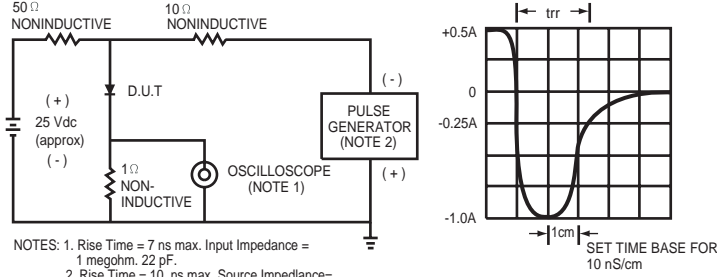 50 Ω
NONINDUCTIVE
10 Ω
NONINDUCTIVE
D.U.T
(+)
25 Vdc
(approx)
(-)
1 Ω
NON-
INDUCTIVE
OSCILLOSCOPE
(NOTE 1)
(-)
PULSE
GENERATOR
(NOTE 2)
(+)
NOTES: 1. Rise Time = 7 ns max. Input Impedance =
1 megohm. 22 pF.
2. Rise Time = 10 ns max. Source Impedlance=
trr
+0.5A
0
-0.25A
-1.0A
1cm
SET TIME BASE FOR
10 nS/cm